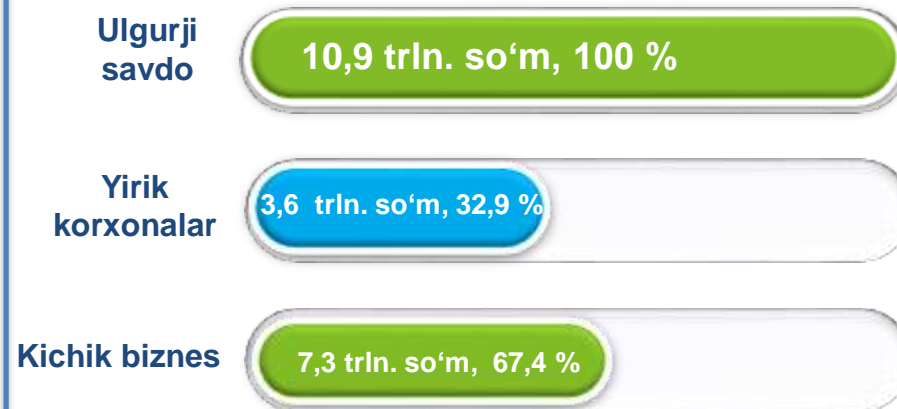 Ulgurji
savdo
10,9 trln. so‘m, 100 %
Yirik
korxonalar
3,6 trln. so‘m, 32,9 %
Kichik biznes
7,3 trln. so‘m, 67,4 %